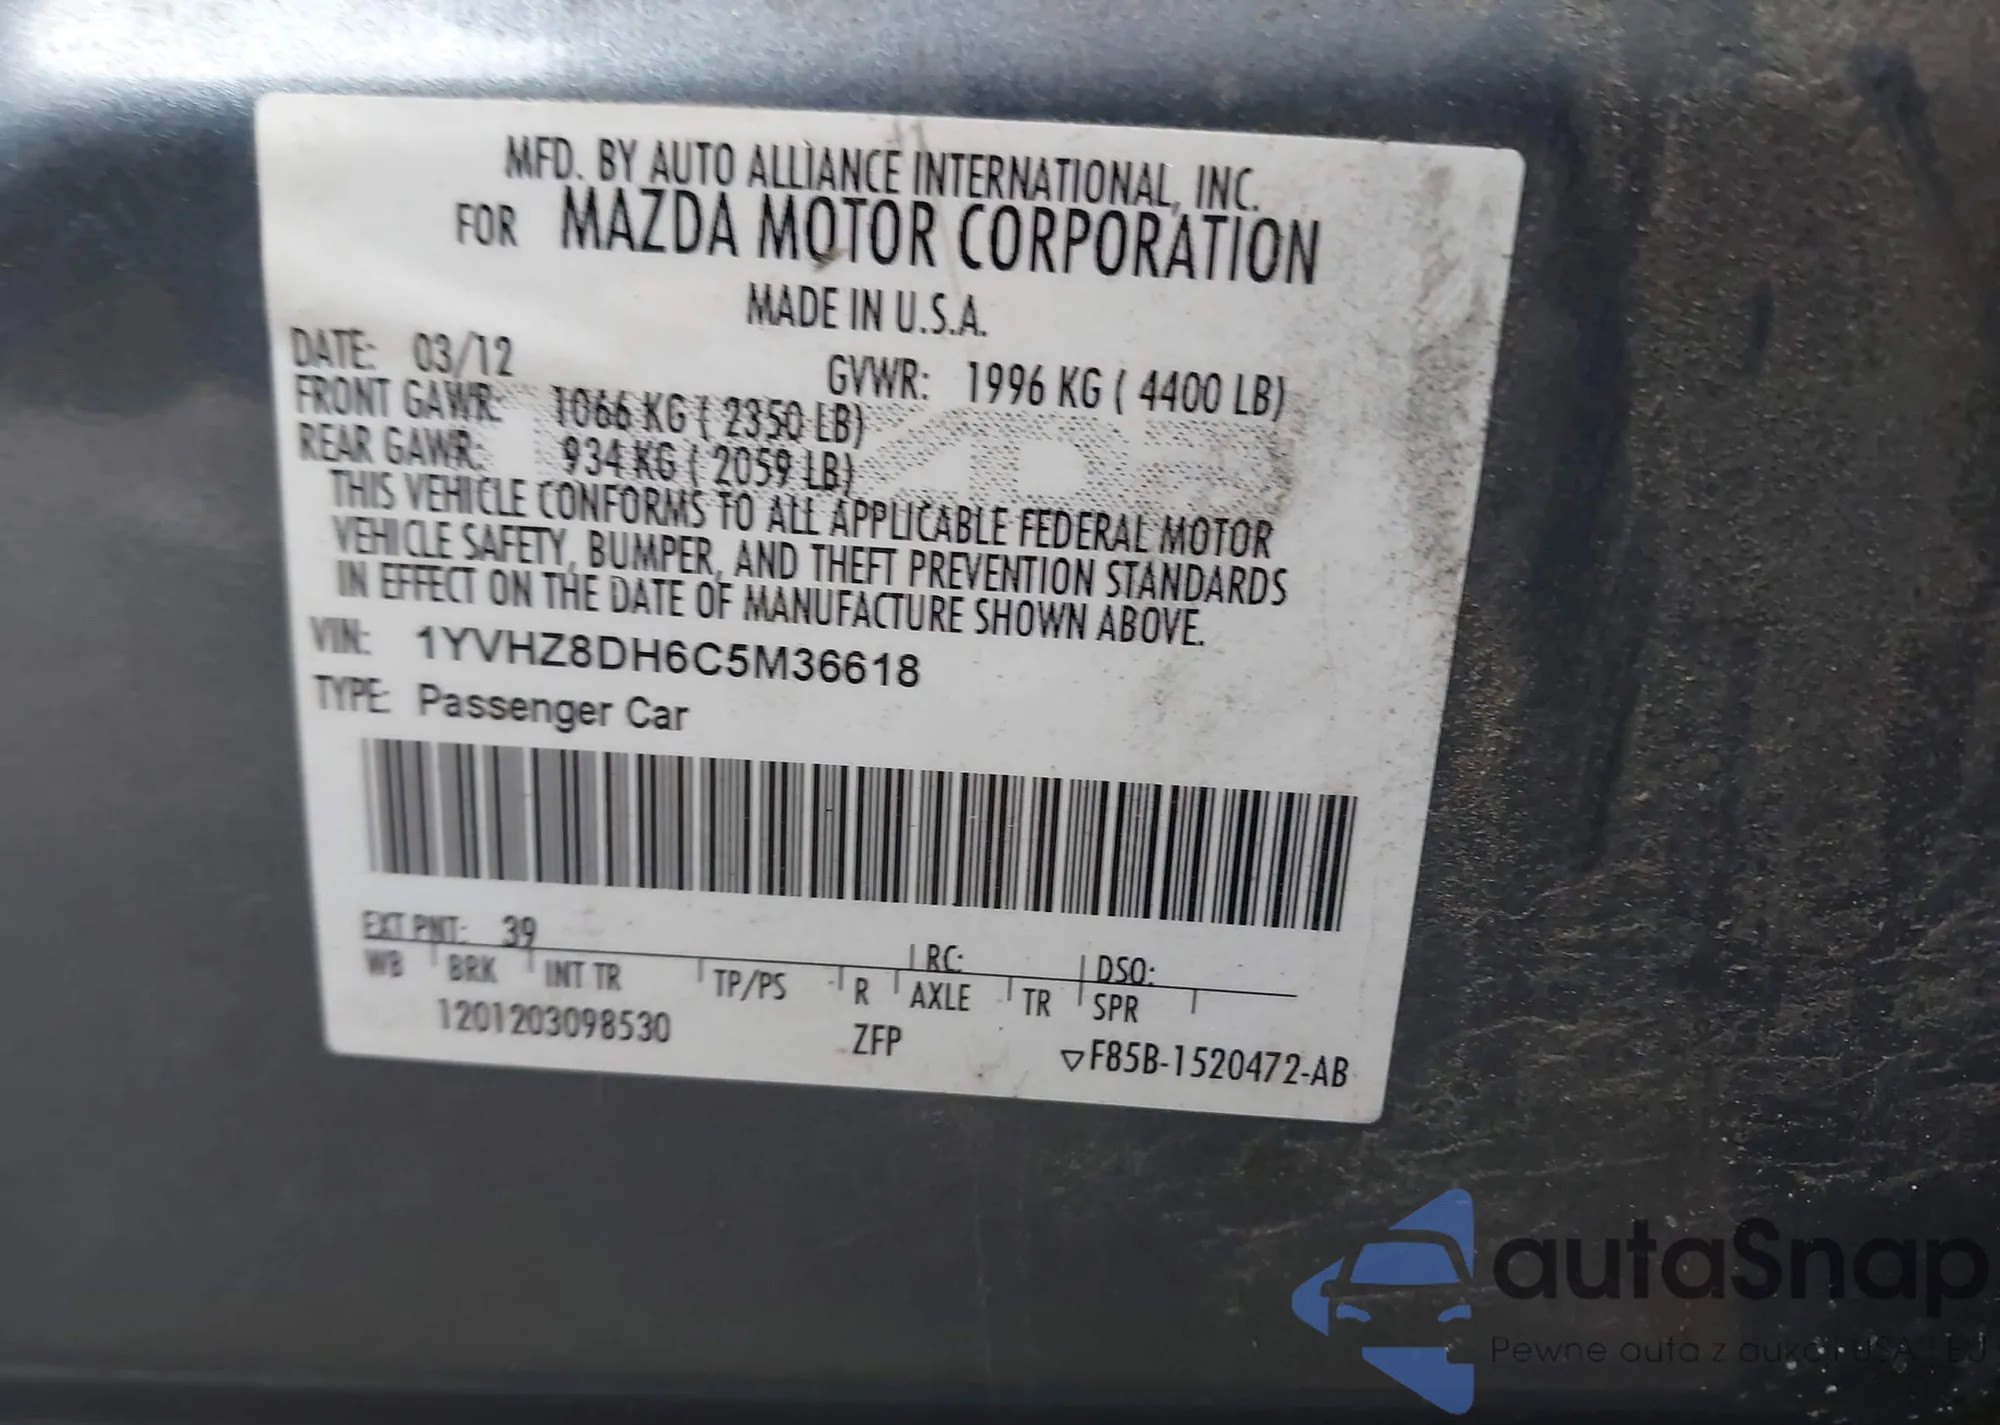 MFD. BY AUTO ALLIANCE INTERNATIONAL, INC.
FOR MAZDA MOTOR CORPORATION
MADE IN U.S.A.
DATE: 03/12 GVWR: 1996 KG ( 4400 LB)
FRONT GAWR: 1066 KG ( 2350 LB)
REAR GAWR: 934 KG ( 2059 LB)
THIS VEHICLE CONFORMS TO ALL APPLICABLE FEDERAL MOTOR
VEHICLE SAFETY, BUMPER, AND THEFT PREVENTION STANDARDS
IN EFFECT ON THE DATE OF MANUFACTURE SHOWN ABOVE.
VIN: 1YVHZ8DH6C5M36618
TYPE: Passenger Car
EXT PNT: 39 RC: DSO:
WB BRK INT TR TP/PS R AXLE TR SPR
1201203098530 ZFP ▽F85B-1520472-AB
autaSnap
Pewne auta z aukcji USA